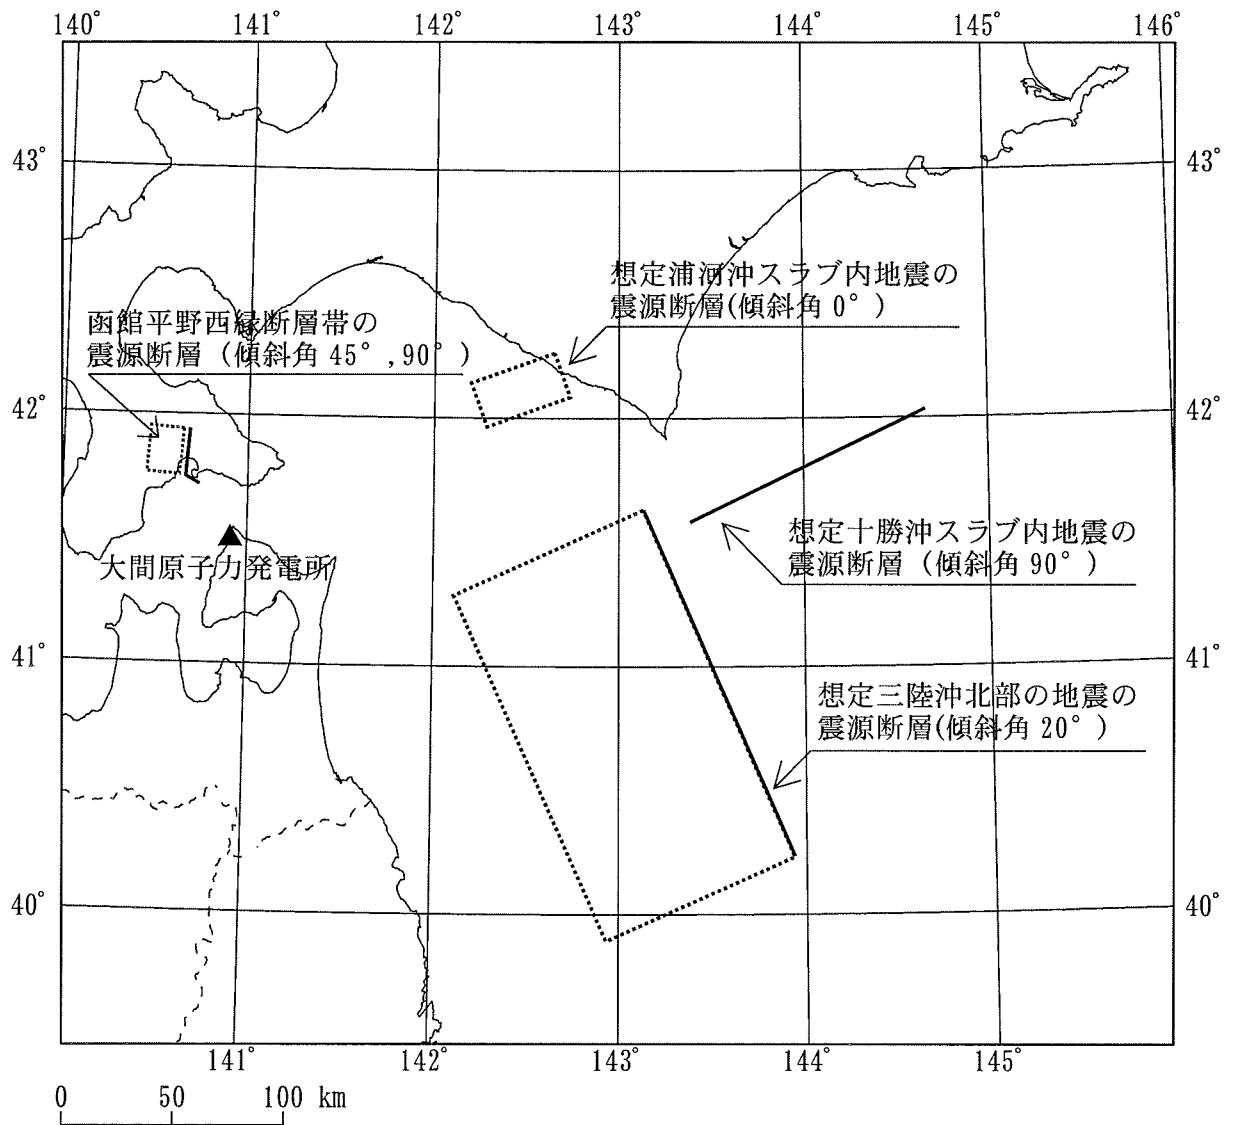 140° 141° 142° 143° 144° 145° 146°
43° 43°
想定浦河沖スラブ内地震の
震源断層(傾斜角 0°)
函館平野西縁断層帯の
震源断層 (傾斜角 45°,90°)
42° 42°
想定十勝沖スラブ内地震の
震源断層 (傾斜角 90°)
大間原子力発電所
41° 41°
想定三陸沖北部の地震の
震源断層(傾斜角 20°)
40° 40°
141° 142° 143° 144° 145°
0 50 100 km